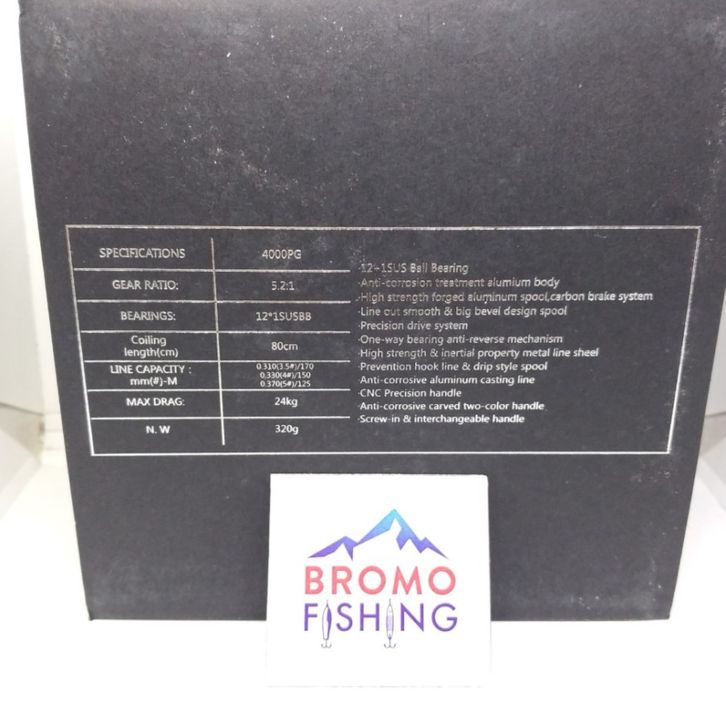 SPECIFICATIONS 4000PG
GEAR RATIO: 5.2:1
BEARINGS: 12*1SUSBB
Coiling
length(cm) 80cm
LINE CAPACITY :
mm(#)-M
0.310(3.5#)/170
0.330(4#)/150
0.370(5#)/125
MAX DRAG: 24kg
N. W 320g
·12+1SUS Ball Bearing
·Anti-corrosion treatment alumium body
·High strength forged aluminum spool,carbon brake system
·Line out smooth & big bevel design spool
·Precision drive system
·One-way bearing anti-reverse mechanism
·High strength & inertial property metal line sheel
·Prevention hook line & drip style spool
·Anti-corrosive aluminum casting line
·CNC Precision handle
·Anti-corrosive carved two-color handle
·Screw-in & interchangeable handle
BROMO
FISHING